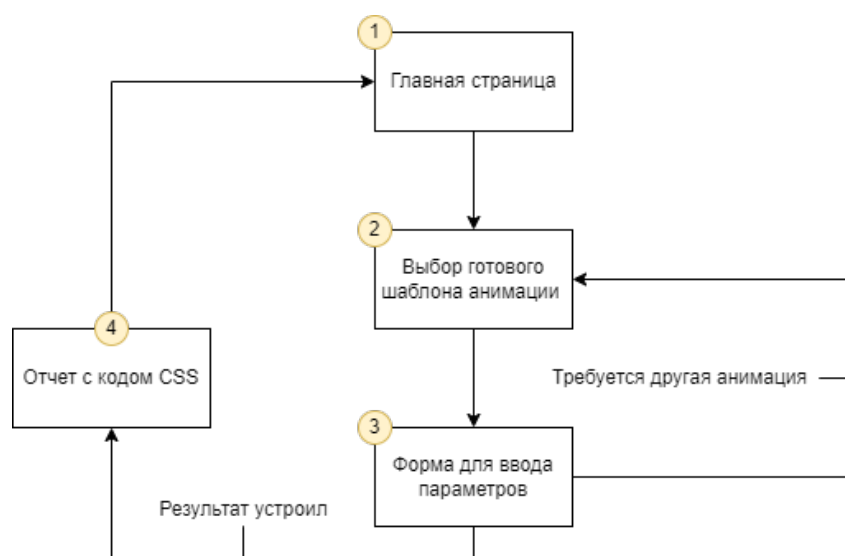 1
Главная страница
2
Выбор готового
шаблона анимации
4
Отчет с кодом CSS
Требуется другая анимация
3
Форма для ввода
параметров
Результат устроил